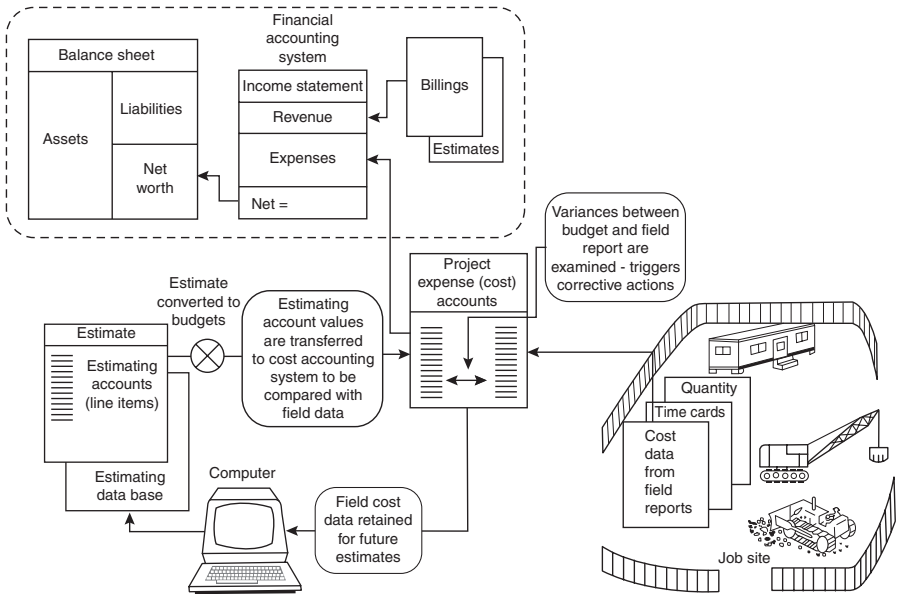 Financial
accounting
system
Balance sheet
Assets
Liabilities
Net
worth
Income statement
Revenue
Expenses
Net =
Billings
Estimates
Variances between
budget and field
report are
examined - triggers
corrective actions
Project
expense (cost)
accounts
Estimate
converted to
budgets
Estimating
account values
are transferred
to cost accounting
system to be
compared with
field data
Estimate
Estimating
accounts
(line items)
Estimating
data base
Computer
Field cost
data retained
for future
estimates
Quantity
Time cards
Cost
data
from
field
reports
Job site